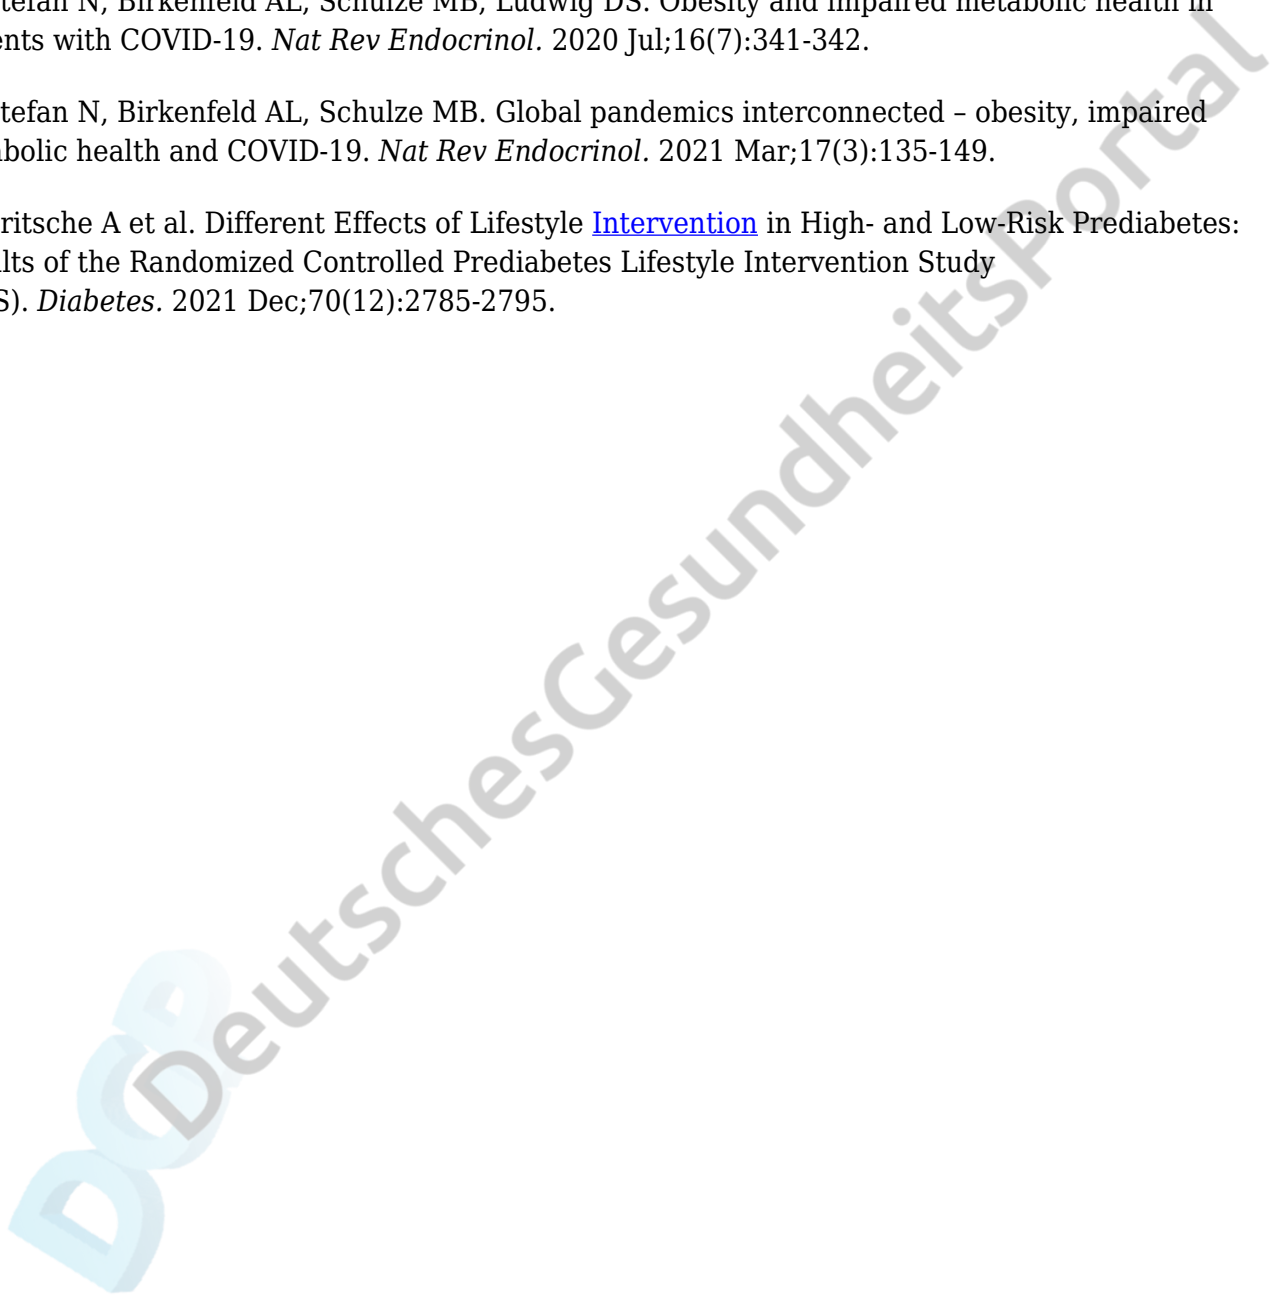 tefan N, Birkenfeld AL, Schulze MB, Ludwig DS. Obesity and impaired metabolic health in
ents with COVID-19. Nat Rev Endocrinol. 2020 Jul;16(7):341-342.
tefan N, Birkenfeld AL, Schulze MB. Global pandemics interconnected – obesity, impaired
abolic health and COVID-19. Nat Rev Endocrinol. 2021 Mar;17(3):135-149.
ritsche A et al. Different Effects of Lifestyle Intervention in High- and Low-Risk Prediabetes:
ults of the Randomized Controlled Prediabetes Lifestyle Intervention Study
S). Diabetes. 2021 Dec;70(12):2785-2795.
DeutschesGesundheitsPortal
DGP